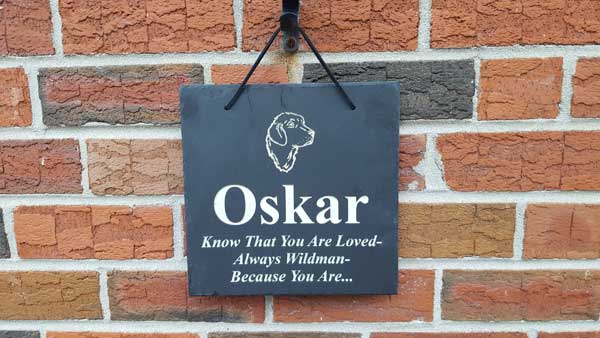 Oskar
Know That You Are Loved-
Always Wildman-
Because You Are...